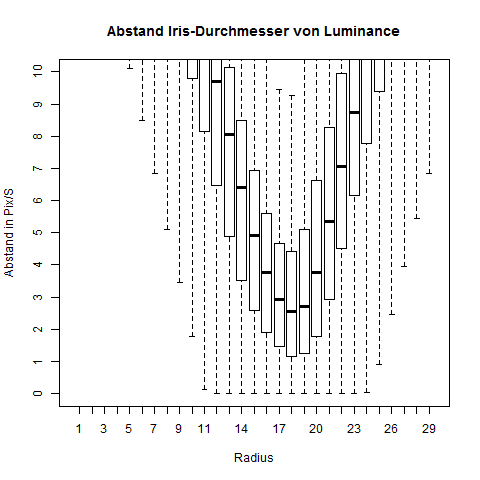 Abstand Iris-Durchmesser von Luminance
Abstand in Pix/S
10
9
8
7
6
5
4
3
2
1
0
1 3 5 7 9 11 14 17 20 23 26 29
Radius